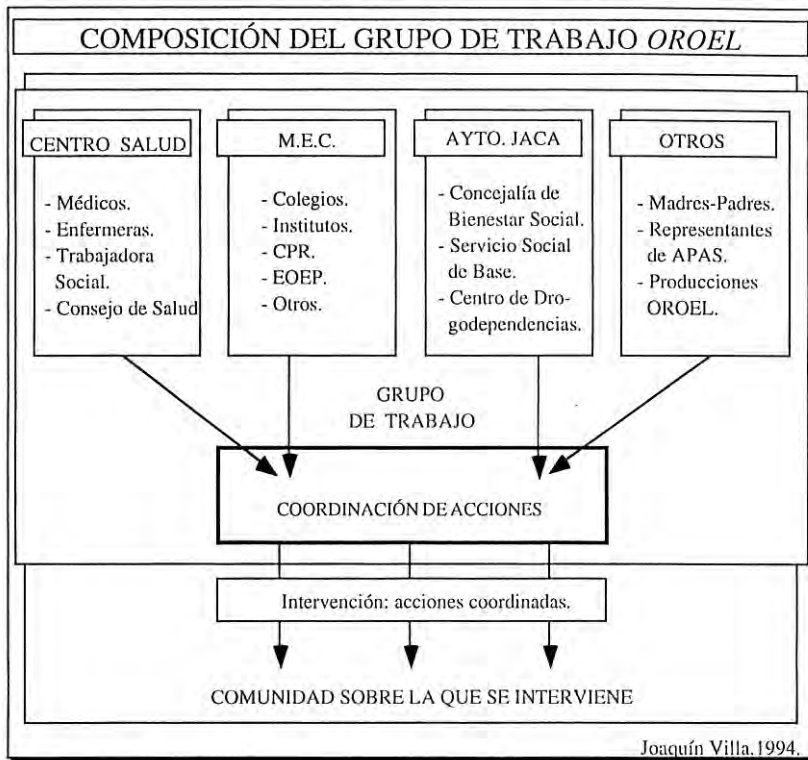 COMPOSICIÓN DEL GRUPO DE TRABAJO OROEL
CENTRO SALUD
- Médicos.
- Enfermeras.
- Trabajadora
Social.
- Consejo de Salud
M.E.C.
- Colegios.
- Institutos.
- CPR.
- EOEP.
- Otros.
AYTO. JACA
- Concejalía de
Bienestar Social.
- Servicio Social
de Base.
- Centro de Dro-
godependencias.
OTROS
- Madres-Padres.
- Representantes
de APAS.
- Producciones
OROEL.
GRUPO
DE TRABAJO
COORDINACIÓN DE ACCIONES
Intervención: acciones coordinadas.
COMUNIDAD SOBRE LA QUE SE INTERVIENE
Joaquín Villa.1994.